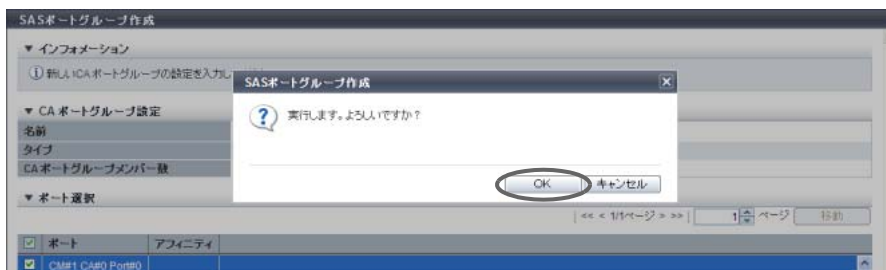 SASポートグループ作成
▼ インフォメーション
新しいCAポートグループの設定を入力し
SASポートグループ作成
実行します。よろしいですか?
▼ CA ポートグループ設定
名前
タイプ
CAポートグループメンバー数
OK キャンセル
▼ ポート選択
| << < 1/1ページ > >> | 1 ページ 移動
ポート アフィニティ
CM#1 CA#0 Port#0